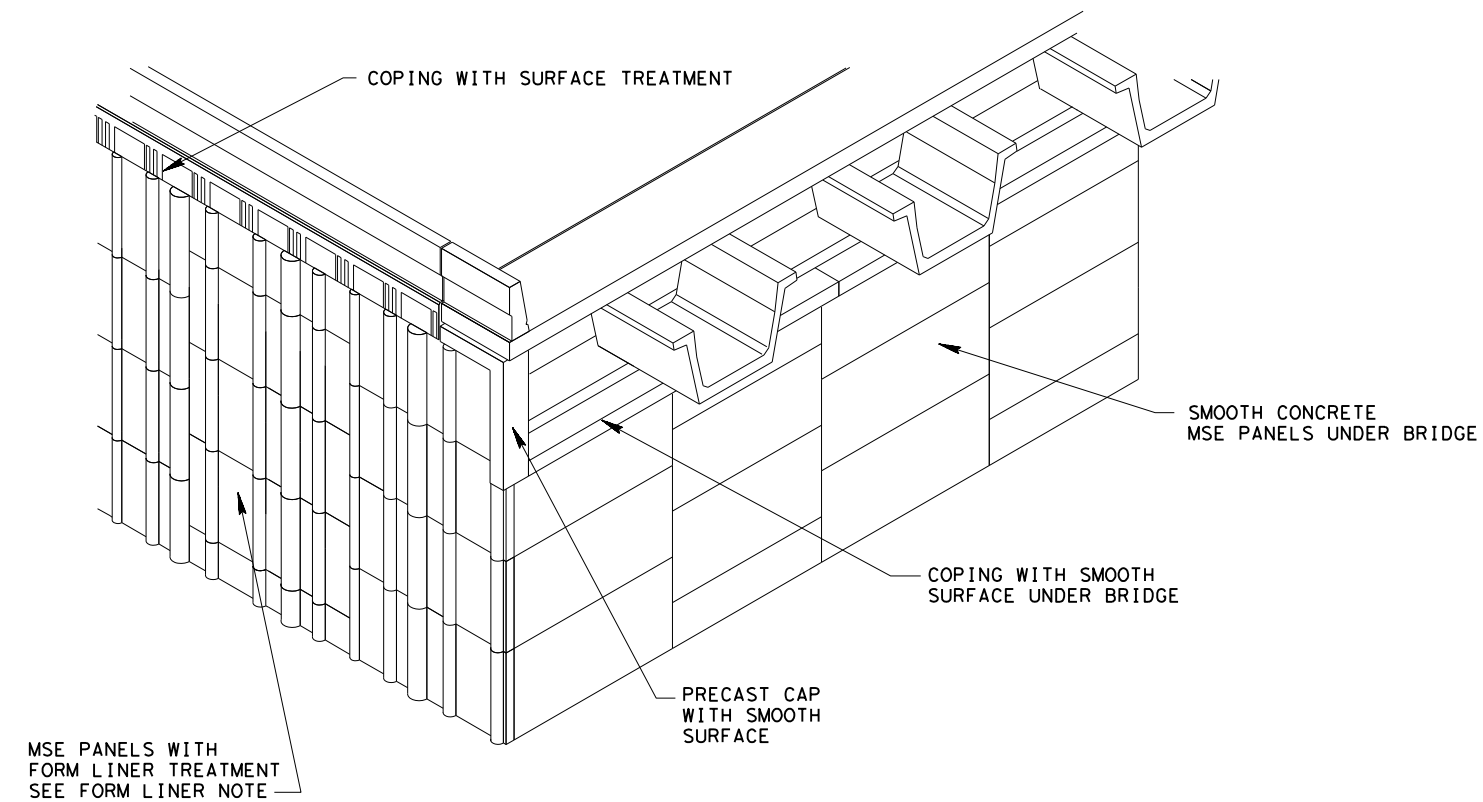 COPING WITH SURFACE TREATMENT
SMOOTH CONCRETE
MSE PANELS UNDER BRIDGE
COPING WITH SMOOTH
SURFACE UNDER BRIDGE
PRECAST CAP
WITH SMOOTH
SURFACE
MSE PANELS WITH
FORM LINER TREATMENT
SEE FORM LINER NOTE